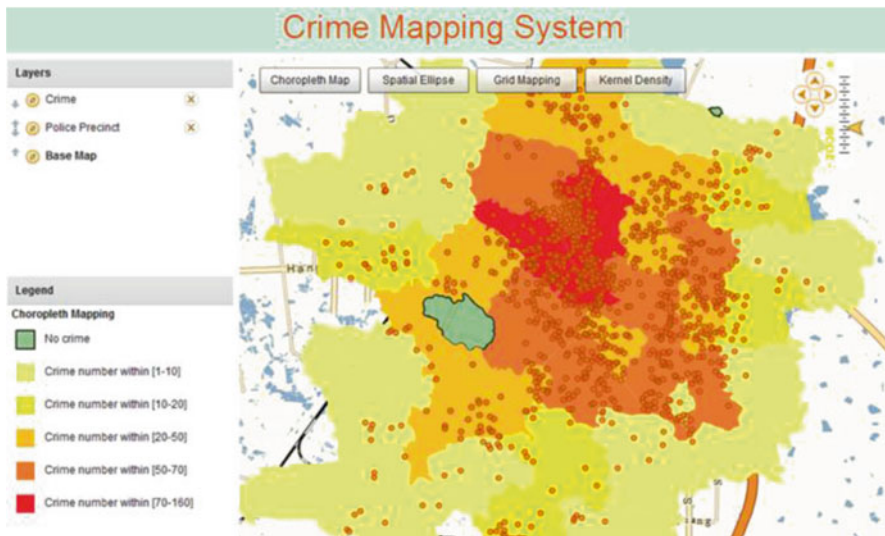 Crime Mapping System
Layers
Crime
Police Precinct
Base Map
Choropleth Map
Spatial Ellipse
Grid Mapping
Kernel Density
Han
Legend
Choropleth Mapping
No crime
Crime number within [1-10]
Crime number within [10-20]
Crime number within [20-50]
Crime number within [50-70]
Crime number within [70-160]